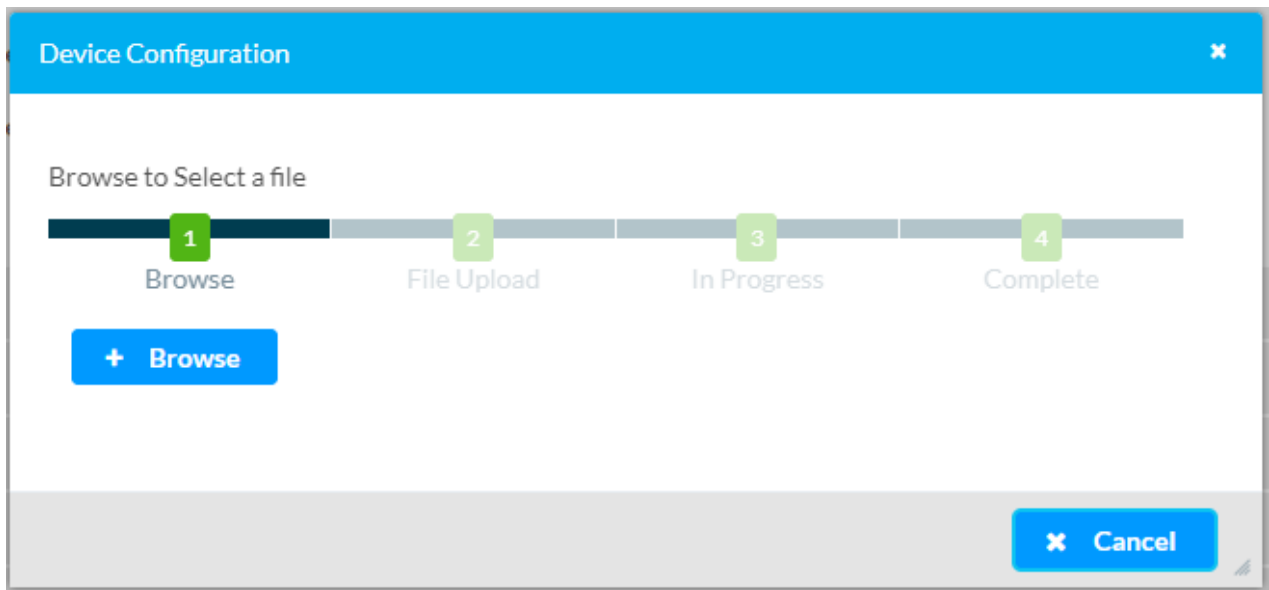 Device Configuration
Browse to Select a file
1 2 3 4
Browse File Upload In Progress Complete
Browse
Cancel